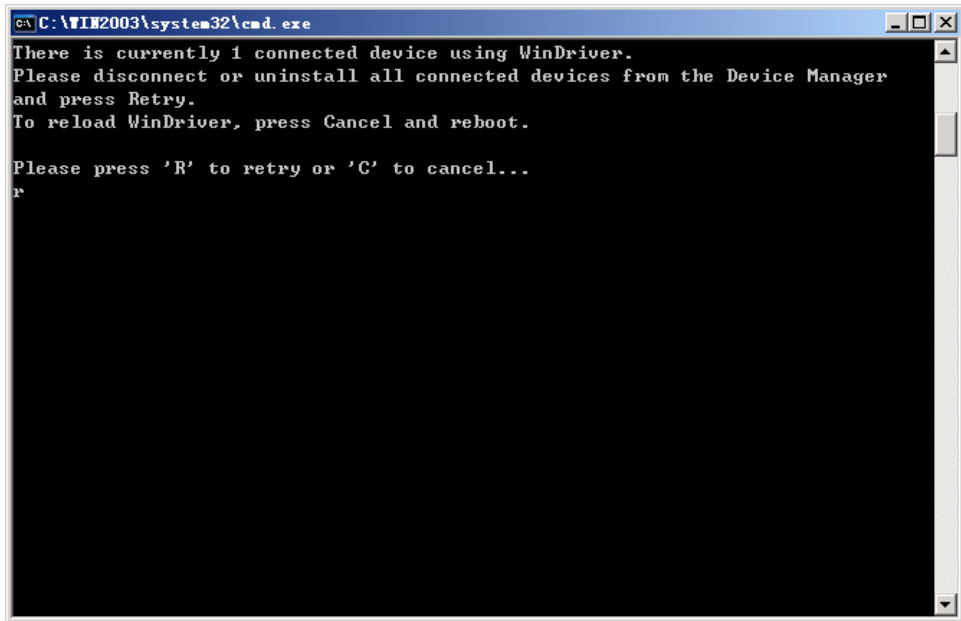 C:\WIN2003\system32\cmd.exe
There is currently 1 connected device using WinDriver.
Please disconnect or uninstall all connected devices from the Device Manager
and press Retry.
To reload WinDriver, press Cancel and reboot.
Please press 'R' to retry or 'C' to cancel...
r